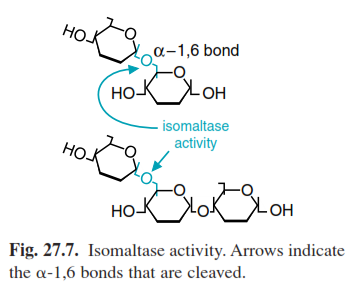 HO
O
O
α–1,6 bond
O
HO
OH
isomaltase
activity
HO
O
O
O
O
HO
O
OH
Fig. 27.7. Isomaltase activity. Arrows indicate
the α-1,6 bonds that are cleaved.